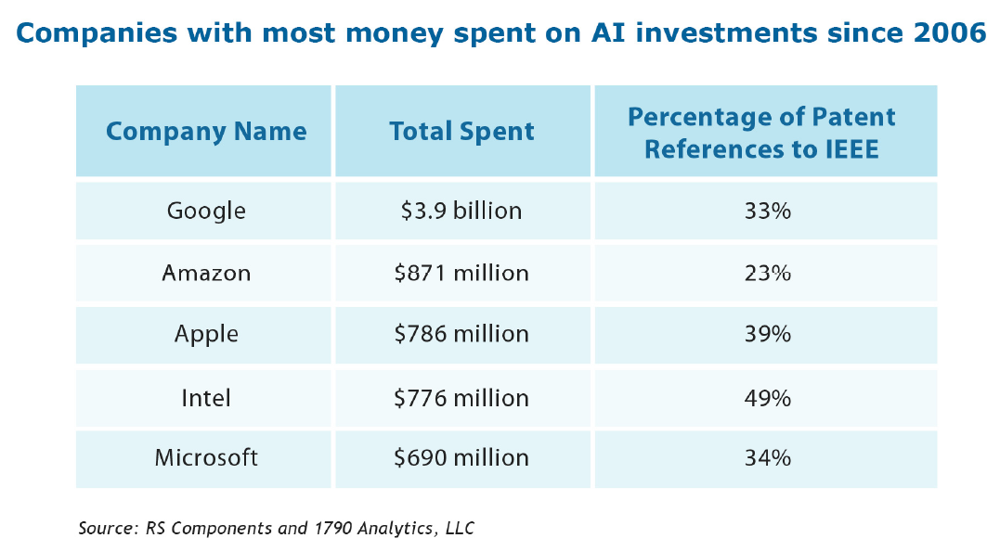 Companies with most money spent on AI investments since 2006
Company Name Total Spent Percentage of Patent
References to IEEE
Google $3.9 billion 33%
Amazon $871 million 23%
Apple $786 million 39%
Intel $776 million 49%
Microsoft $690 million 34%
Source: RS Components and 1790 Analytics, LLC